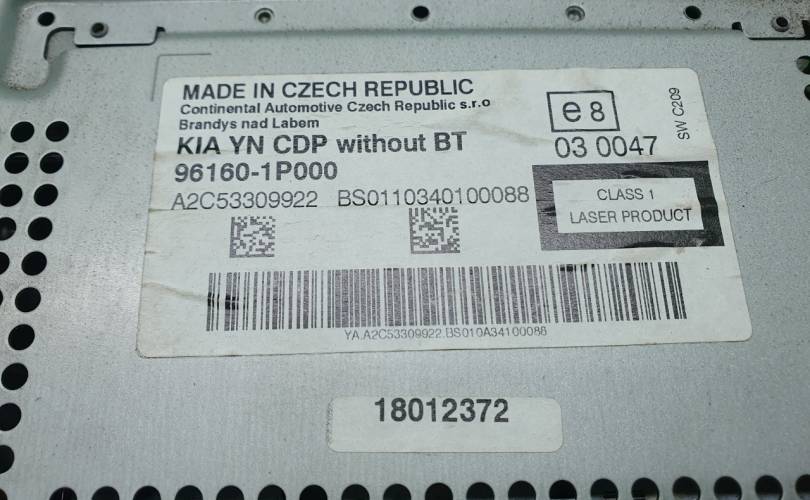 MADE IN CZECH REPUBLIC
Continental Automotive Czech Republic s.r.o
Brandys nad Labem
KIA YN CDP without BT
96160-1P000
A2C53309922 BS0110340100088
e8
03 0047
SW C209
CLASS 1
LASER PRODUCT
YA.A2C53309922.BS010A34100088
18012372